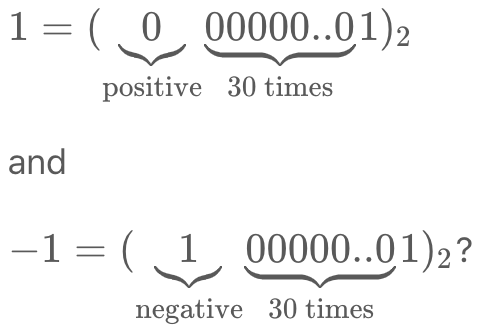 1 = ( 0 00000..01)₂
positive 30 times
and
−1 = ( 1 00000..01)₂?
negative 30 times